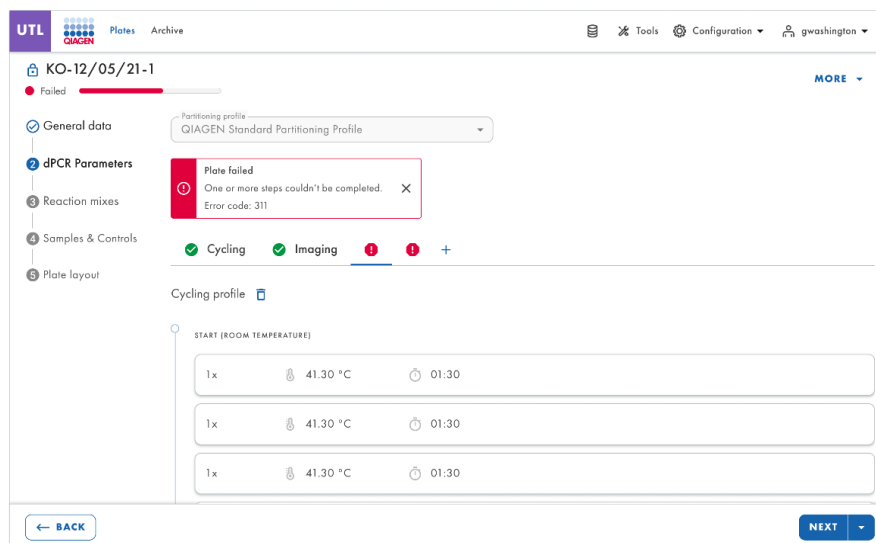 UTL
QIAGEN
Plates
Archive
Tools
Configuration
gwashington
KO-12/05/21-1
Failed
MORE
General data
2 dPCR Parameters
3 Reaction mixes
4 Samples & Controls
5 Plate layout
Partitioning profile
QIAGEN Standard Partitioning Profile
Plate failed
One or more steps couldn't be completed.
Error code: 311
Cycling
Imaging
Cycling profile
START (ROOM TEMPERATURE)
1x 41.30 °C 01:30
1x 41.30 °C 01:30
1x 41.30 °C 01:30
BACK
NEXT